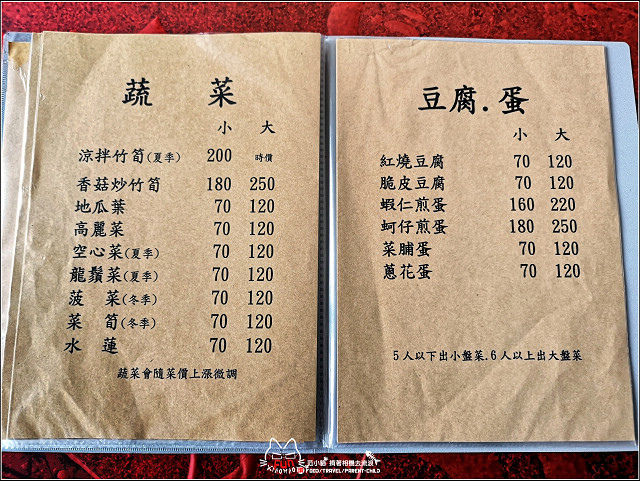 蔬 菜
小 大
涼拌竹筍(夏季) 200 時價
香菇炒竹筍 180 250
地瓜葉 70 120
高麗菜 70 120
空心菜(夏季) 70 120
龍鬚菜(夏季) 70 120
菠 菜(冬季) 70 120
菜 筍(冬季) 70 120
水 蓮 70 120
蔬菜會隨菜價上漲微調
豆腐.蛋
小 大
紅燒豆腐 70 120
脆皮豆腐 70 120
蝦仁煎蛋 160 220
蚵仔煎蛋 180 250
菜脯蛋 70 120
蔥花蛋 70 120
5人以下出小盤菜.6人以上出大盤菜
FOOD/TRAVEL/PARENT-CHILD